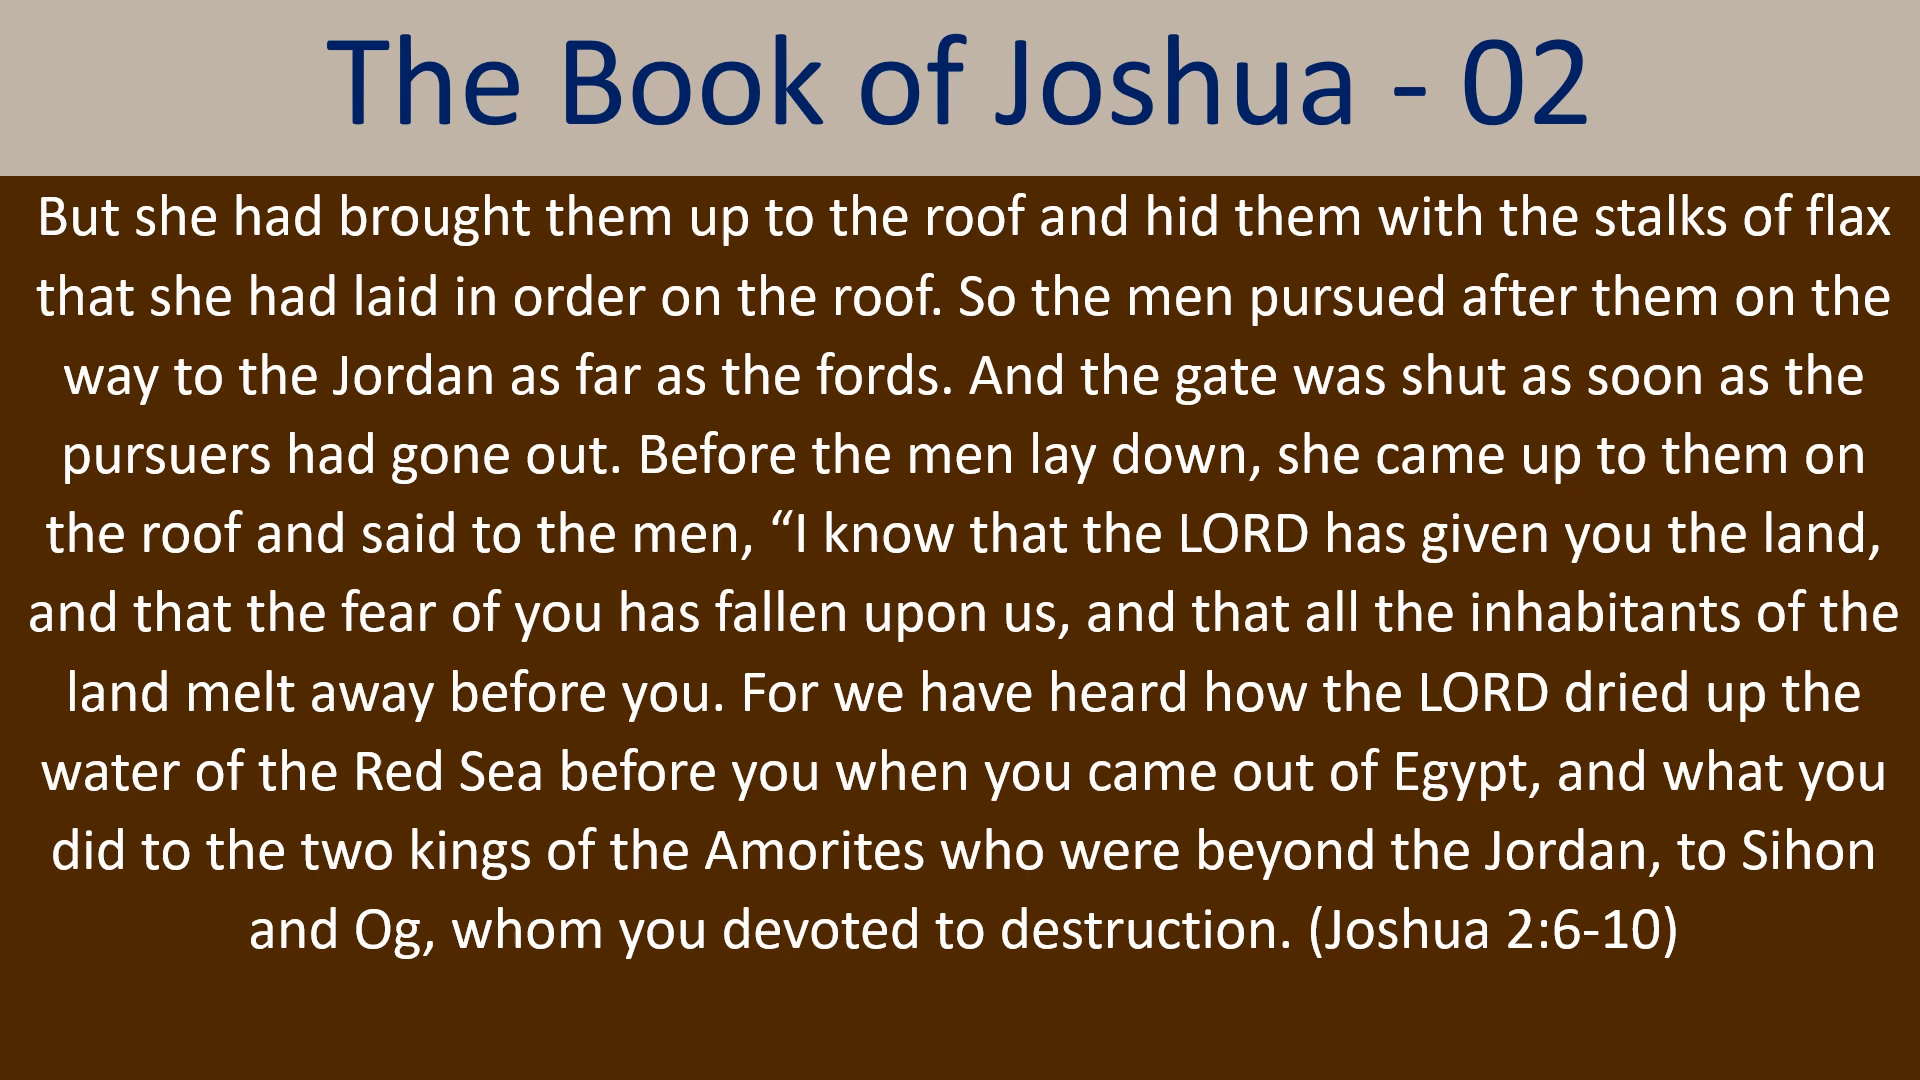 The Book of Joshua - 02
But she had brought them up to the roof and hid them with the stalks of flax
that she had laid in order on the roof. So the men pursued after them on the
way to the Jordan as far as the fords. And the gate was shut as soon as the
pursuers had gone out. Before the men lay down, she came up to them on
the roof and said to the men, “I know that the LORD has given you the land,
and that the fear of you has fallen upon us, and that all the inhabitants of the
land melt away before you. For we have heard how the LORD dried up the
water of the Red Sea before you when you came out of Egypt, and what you
did to the two kings of the Amorites who were beyond the Jordan, to Sihon
and Og, whom you devoted to destruction. (Joshua 2:6-10)